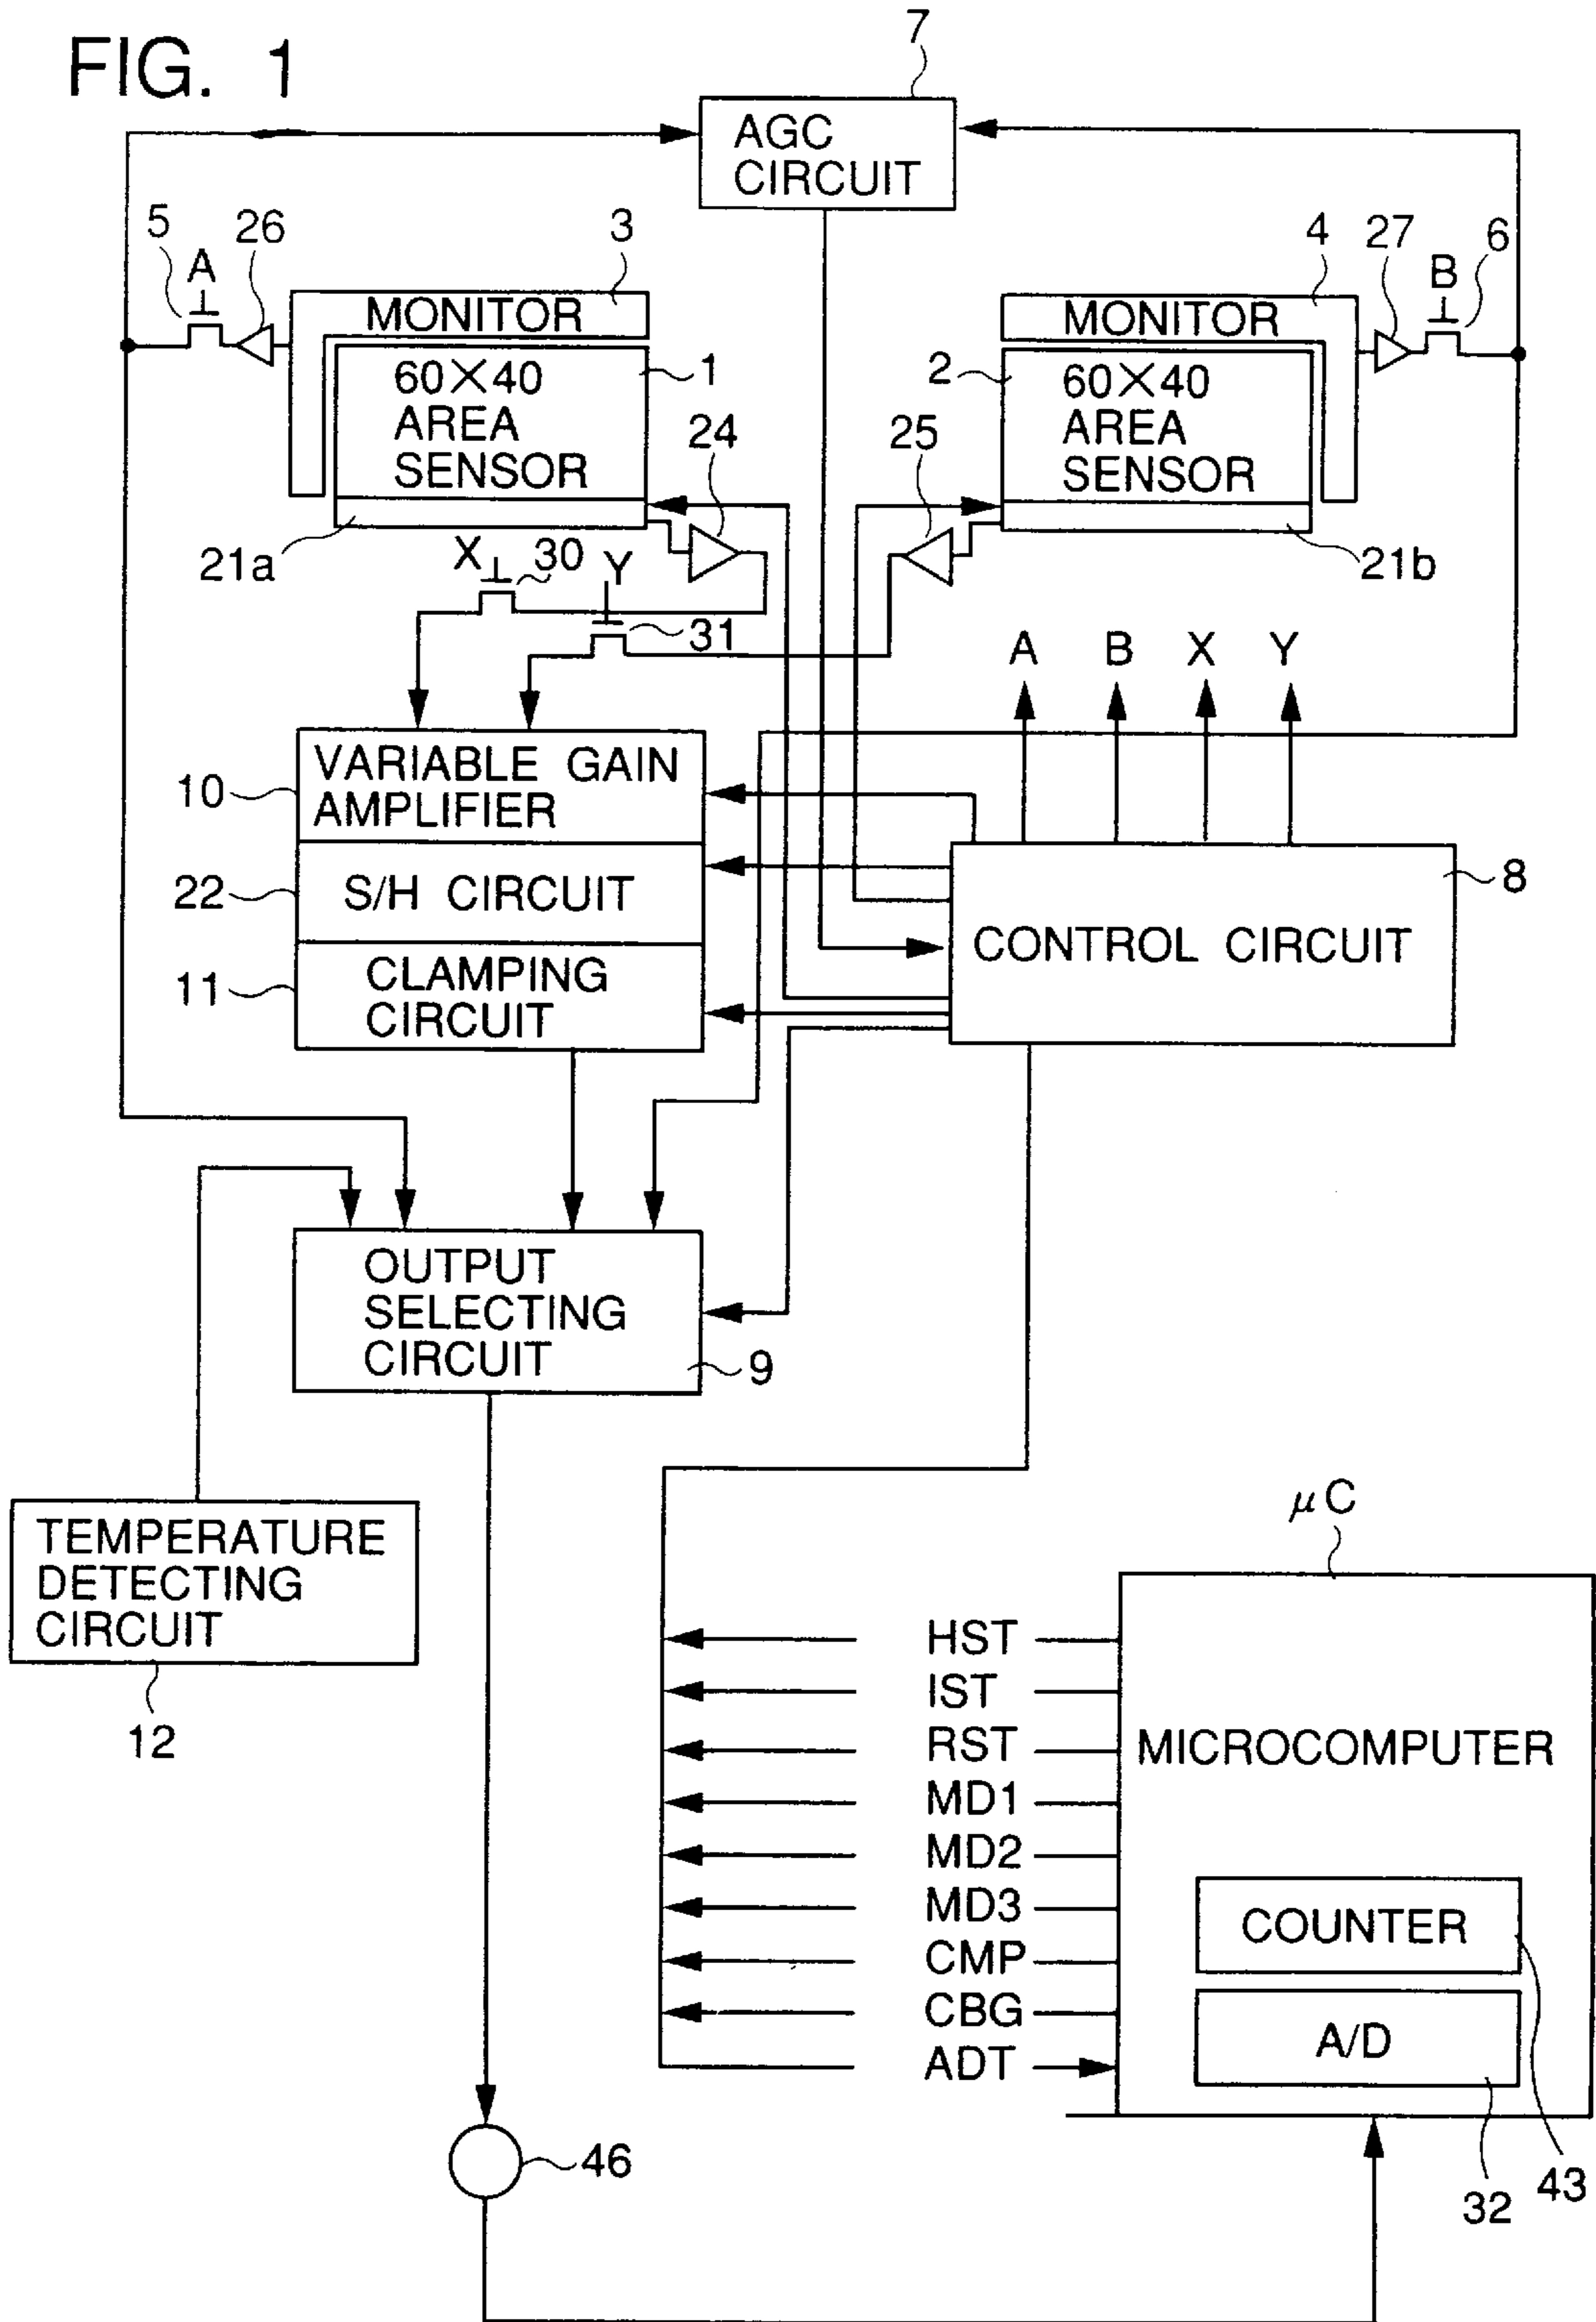 FIG. 1
7
AGC
CIRCUIT
5
A
26
3
MONITOR
4
27
B
6
MONITOR
60×40
AREA
SENSOR
1
24
2
60×40
AREA
SENSOR
25
21a
X
30
Y
31
21b
A
B
X
Y
10
VARIABLE GAIN
AMPLIFIER
22
S/H CIRCUIT
11
CLAMPING
CIRCUIT
CONTROL CIRCUIT
8
OUTPUT
SELECTING
CIRCUIT
9
TEMPERATURE
DETECTING
CIRCUIT
12
μC
HST
IST
RST
MD1
MD2
MD3
CMP
CBG
ADT
MICROCOMPUTER
COUNTER
A/D
46
32
43